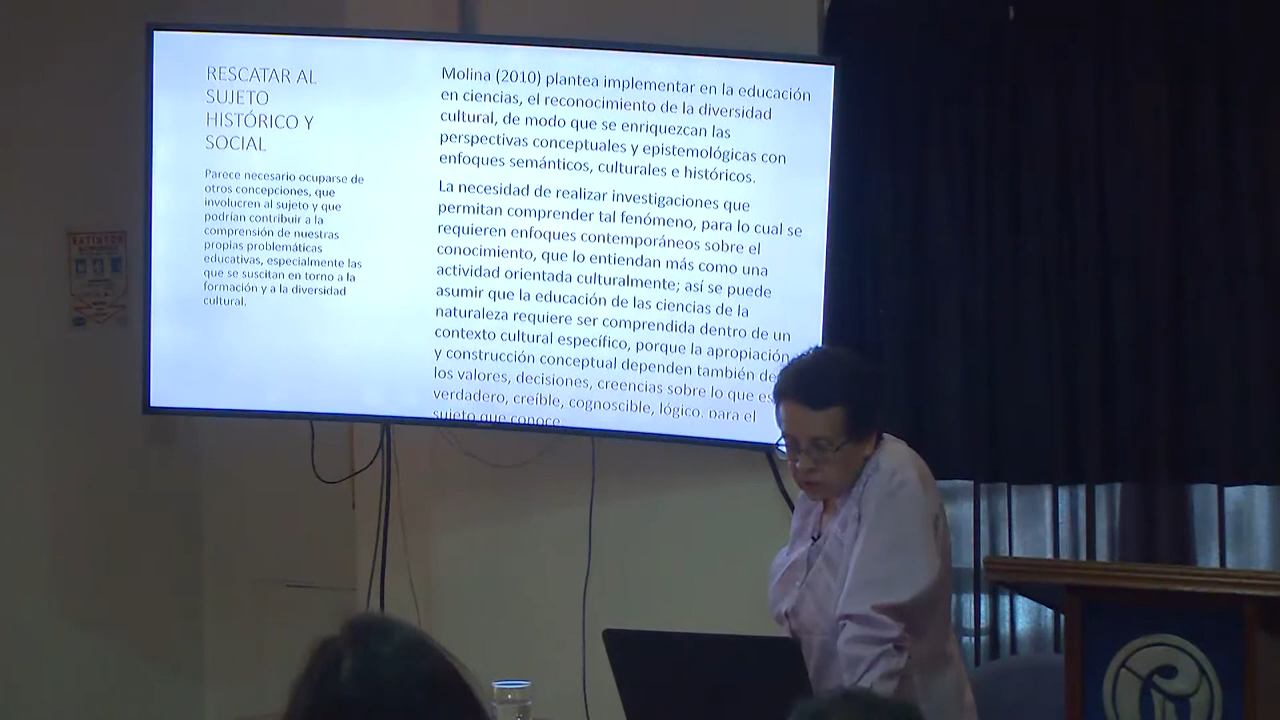 RESCATAR AL
SUJETO
HISTÓRICO Y
SOCIAL
Parece necesario ocuparse de
otros concepciones, que
involucren al sujeto y que
podrían contribuir a la
comprensión de nuestras
propias problemáticas
educativas, especialmente las
que se suscitan en torno a la
formación y a la diversidad
cultural.
Molina (2010) plantea implementar en la educación
en ciencias, el reconocimiento de la diversidad
cultural, de modo que se enriquezcan las
perspectivas conceptuales y epistemológicas con
enfoques semánticos, culturales e históricos.
La necesidad de realizar investigaciones que
permitan comprender tal fenómeno, para lo cual se
requieren enfoques contemporáneos sobre el
conocimiento, que lo entiendan más como una
actividad orientada culturalmente; así se puede
asumir que la educación de las ciencias de la
naturaleza requiere ser comprendida dentro de un
contexto cultural específico, porque la apropiación
y construcción conceptual dependen también de
los valores, decisiones, creencias sobre lo que es
verdadero, creíble, cognoscible, lógico, para el
sujeto que conoce.
EXTINTOR